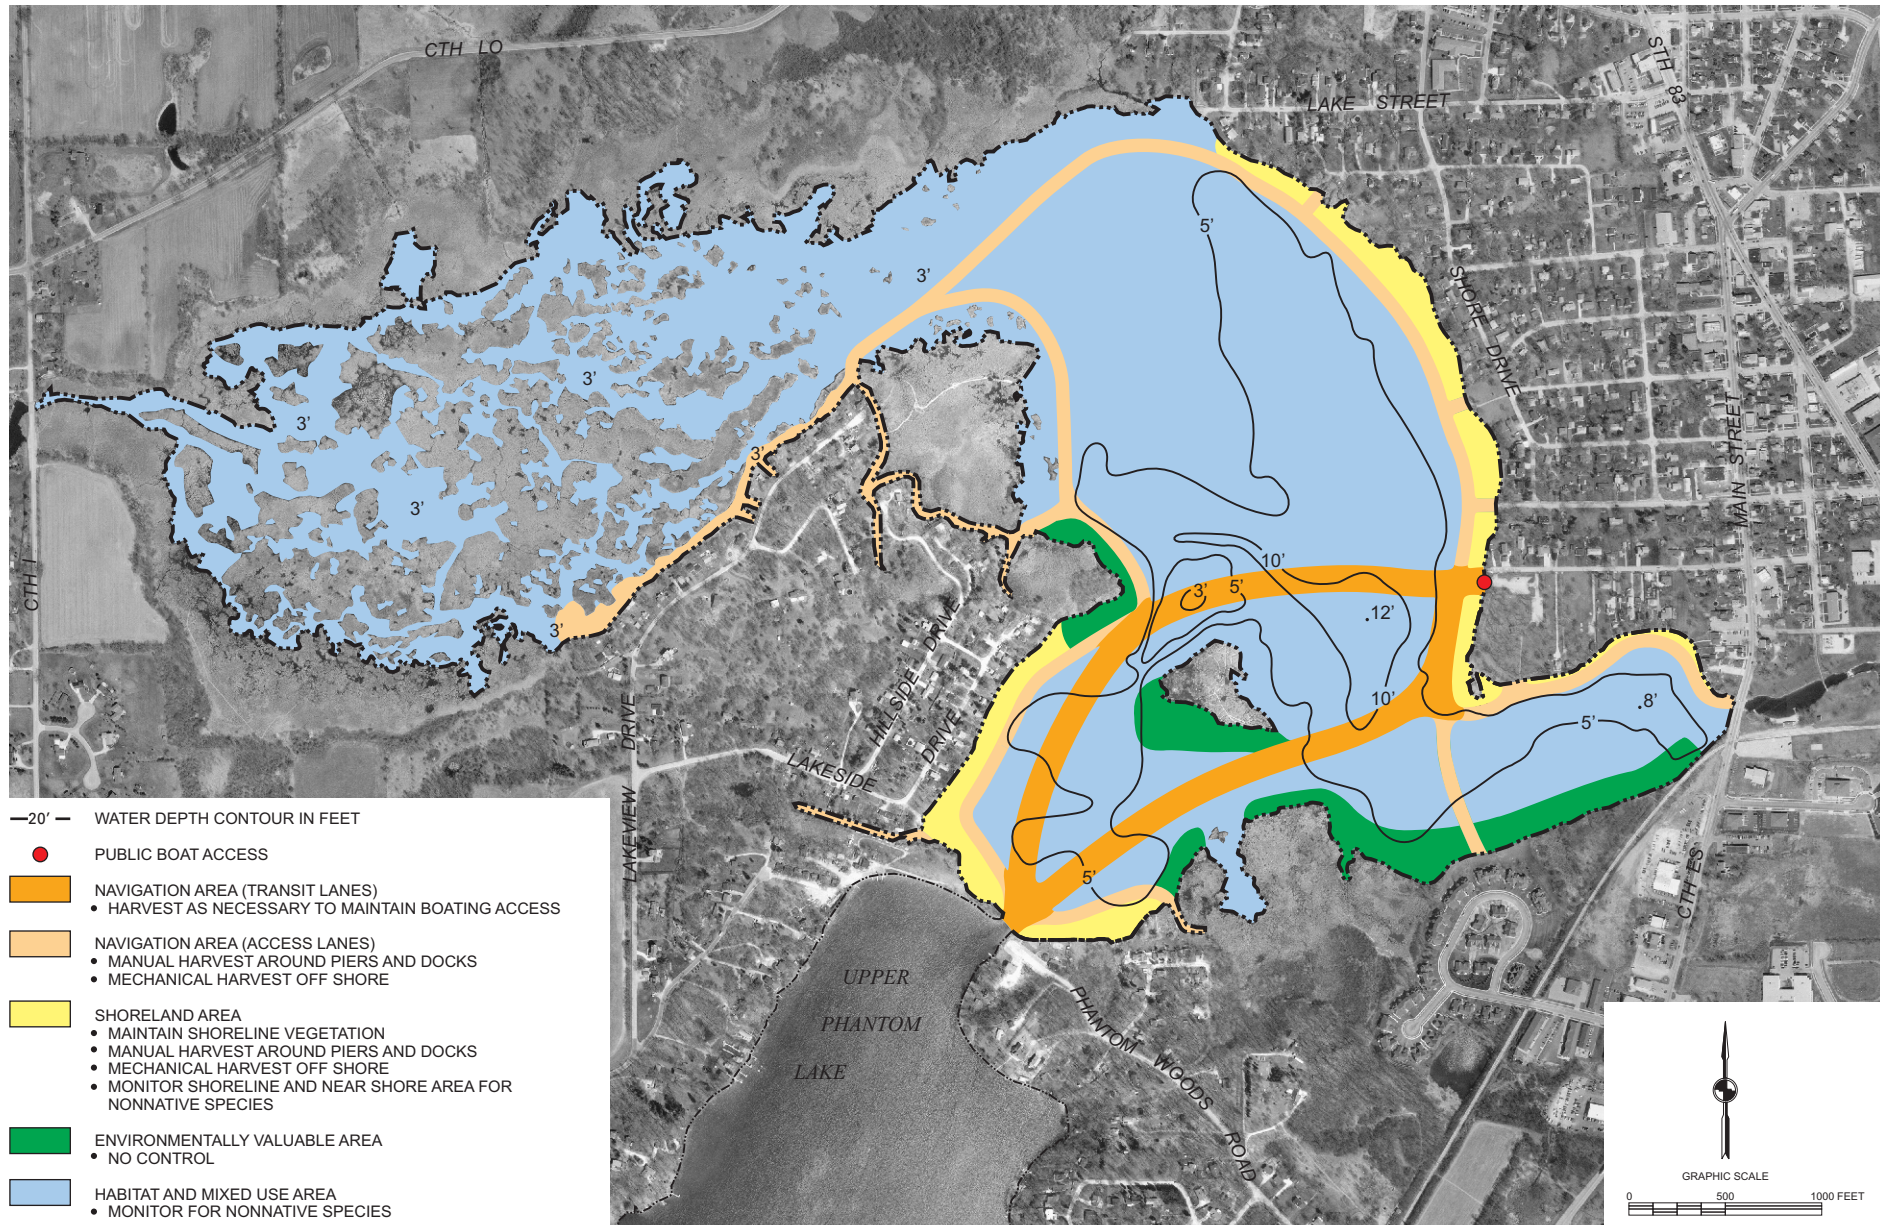 CTH LO
STH 83
LAKE STREET
5'
3'
SHORE DRIVE
3'
3'
3'
3'
MAIN STREET
CTH I
10'
3'
5'
12'
3'
HILLSIDE DRIVE
10'
8'
5'
LAKEVIEW DRIVE
LAKESIDE DRIVE
5'
CTH ES
UPPER
PHANTOM
LAKE
PHANTOM WOODS ROAD
20' WATER DEPTH CONTOUR IN FEET
PUBLIC BOAT ACCESS
NAVIGATION AREA (TRANSIT LANES)
• HARVEST AS NECESSARY TO MAINTAIN BOATING ACCESS
NAVIGATION AREA (ACCESS LANES)
• MANUAL HARVEST AROUND PIERS AND DOCKS
• MECHANICAL HARVEST OFF SHORE
SHORELAND AREA
• MAINTAIN SHORELINE VEGETATION
• MANUAL HARVEST AROUND PIERS AND DOCKS
• MECHANICAL HARVEST OFF SHORE
• MONITOR SHORELINE AND NEAR SHORE AREA FOR
NONNATIVE SPECIES
ENVIRONMENTALLY VALUABLE AREA
• NO CONTROL
HABITAT AND MIXED USE AREA
• MONITOR FOR NONNATIVE SPECIES
GRAPHIC SCALE
0 500 1000 FEET